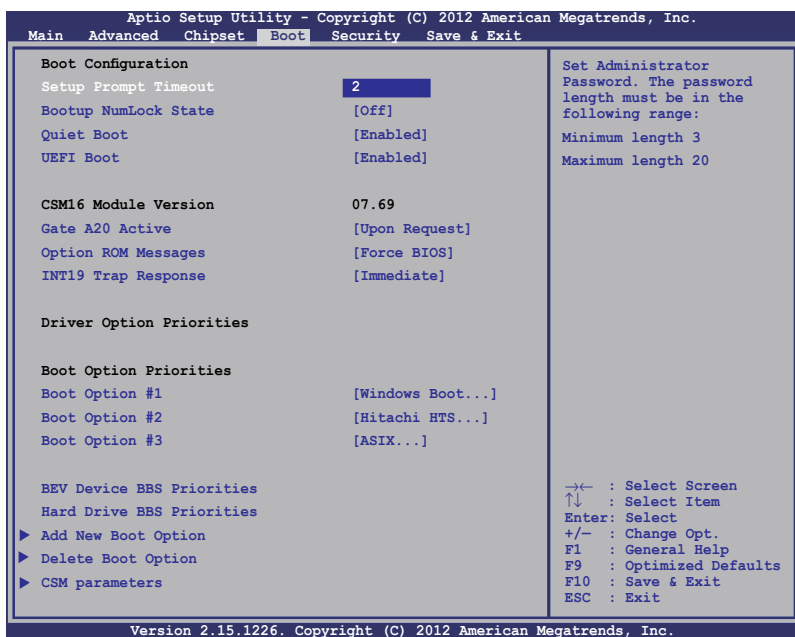 Aptio Setup Utility - Copyright (C) 2012 American Megatrends, Inc.
Main Advanced Chipset Boot Security Save & Exit
Boot Configuration
Setup Prompt Timeout 2
Bootup NumLock State [Off]
Quiet Boot [Enabled]
UEFI Boot [Enabled]
CSM16 Module Version 07.69
Gate A20 Active [Upon Request]
Option ROM Messages [Force BIOS]
INT19 Trap Response [Immediate]
Driver Option Priorities
Boot Option Priorities
Boot Option #1 [Windows Boot...]
Boot Option #2 [Hitachi HTS...]
Boot Option #3 [ASIX...]
BEV Device BBS Priorities
Hard Drive BBS Priorities
Add New Boot Option
Delete Boot Option
CSM parameters
Set Administrator
Password. The password
length must be in the
following range:
Minimum length 3
Maximum length 20
→← : Select Screen
↑↓ : Select Item
Enter: Select
+/— : Change Opt.
F1 : General Help
F9 : Optimized Defaults
F10 : Save & Exit
ESC : Exit
Version 2.15.1226. Copyright (C) 2012 American Megatrends, Inc.